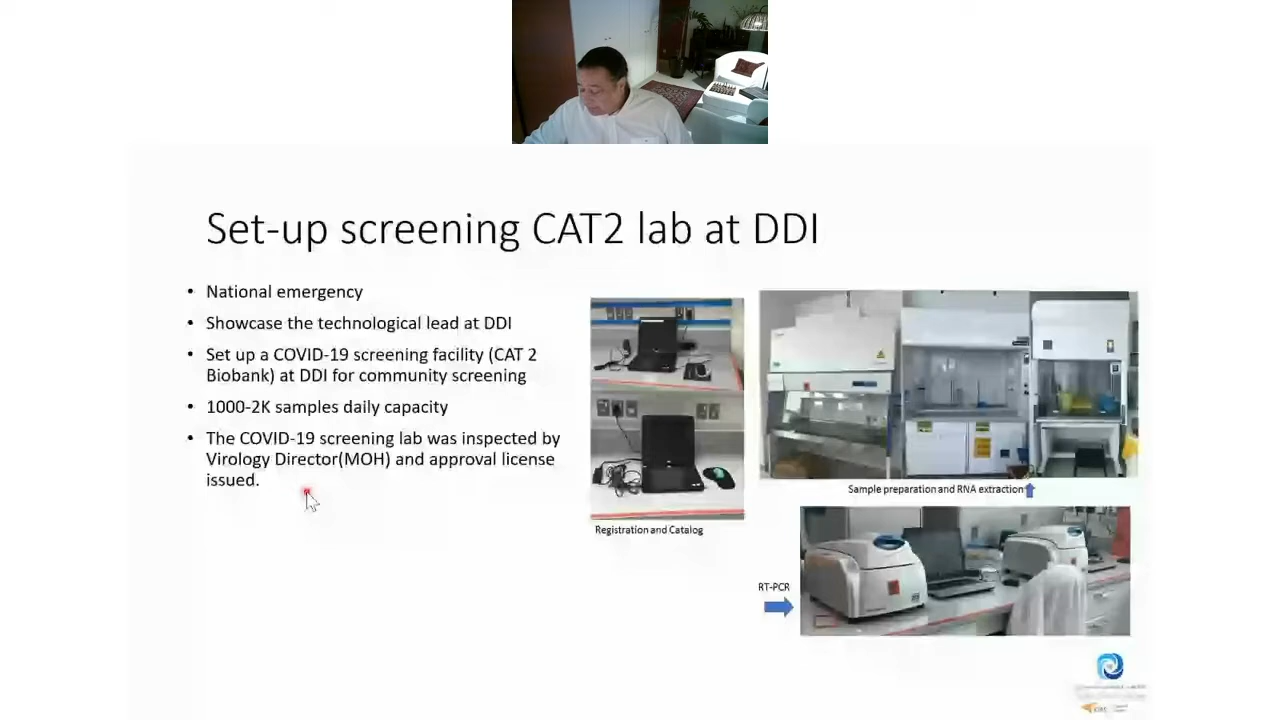 Set-up screening CAT2 lab at DDI
• National emergency
• Showcase the technological lead at DDI
• Set up a COVID-19 screening facility (CAT 2
Biobank) at DDI for community screening
• 1000-2K samples daily capacity
• The COVID-19 screening lab was inspected by
Virology Director(MOH) and approval license
issued.
Registration and Catalog
Sample preparation and RNA extraction
RT-PCR